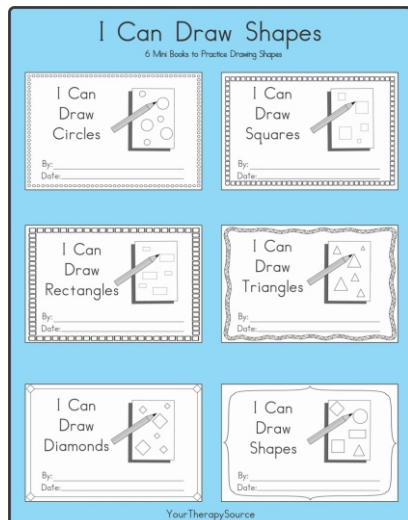 I Can Draw Shapes
6 Mini Books to Practice Drawing Shapes
I Can
Draw
Circles
By:
Date:
I Can
Draw
Squares
By:
Date:
I Can
Draw
Rectangles
By:
Date:
I Can
Draw
Triangles
By:
Date:
I Can
Draw
Diamonds
By:
Date:
I Can
Draw
Shapes
By:
Date:
YourTherapySource